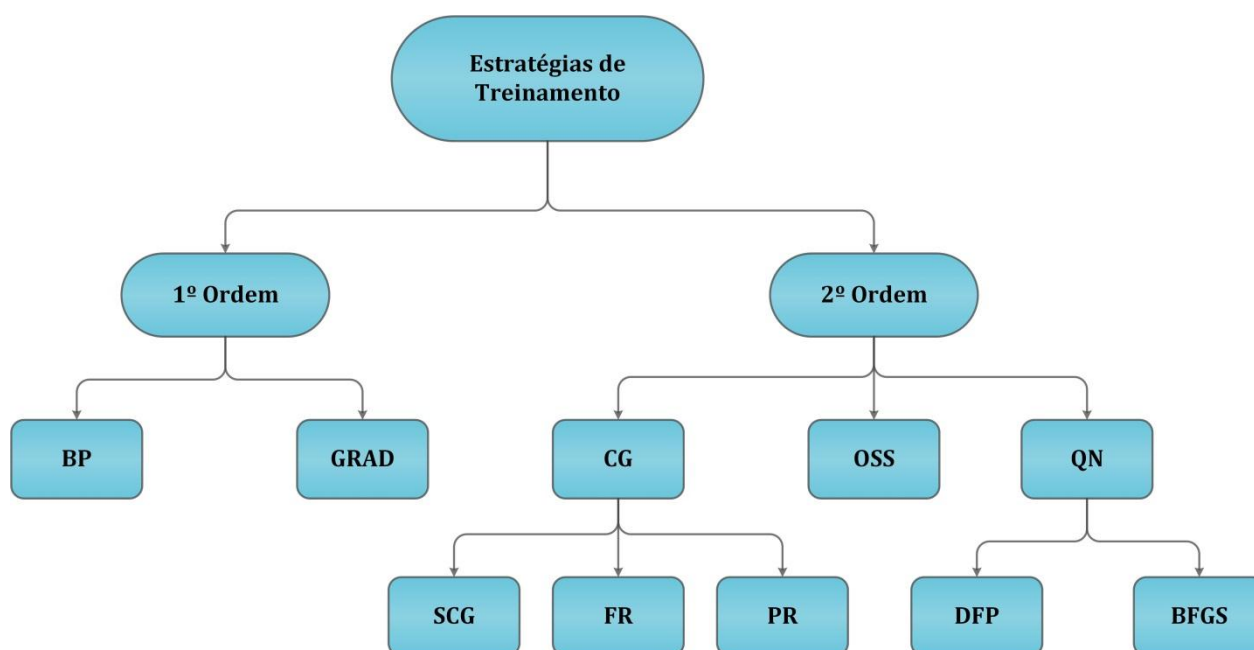 Estratégias de
Treinamento
1º Ordem
2º Ordem
BP
GRAD
CG
OSS
QN
SCG
FR
PR
DFP
BFGS